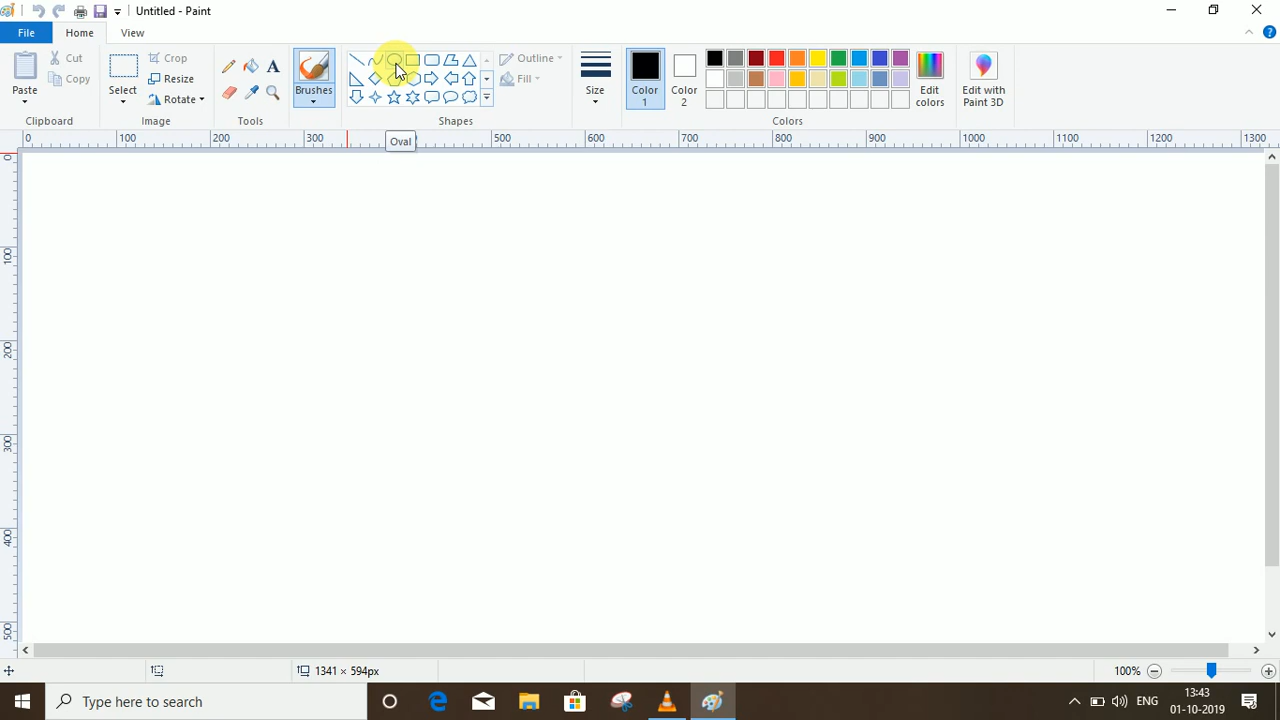 Untitled - Paint
File
Home
View
Paste
Cut
Copy
Clipboard
Select
Crop
Resize
Rotate
Image
A
Tools
Brushes
Shapes
Outline
Fill
Size
Color 1
Color 2
Colors
Edit colors
Edit with Paint 3D
Oval
0 100 200 300 500 600 700 800 900 1000 1100 1200 1300
0
100
200
300
400
500
1341 × 594px
100%
Type here to search
ENG
13:43
01-10-2019